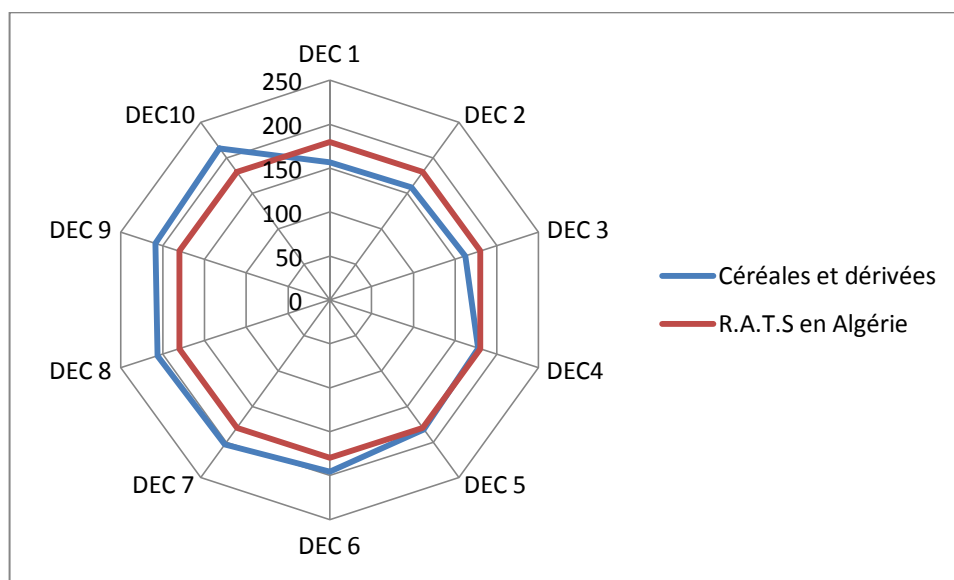 DEC 1
DEC 2
DEC 3
DEC4
DEC 5
DEC 6
DEC 7
DEC 8
DEC 9
DEC10
250
200
150
100
50
0
Céréales et dérivées
R.A.T.S en Algérie